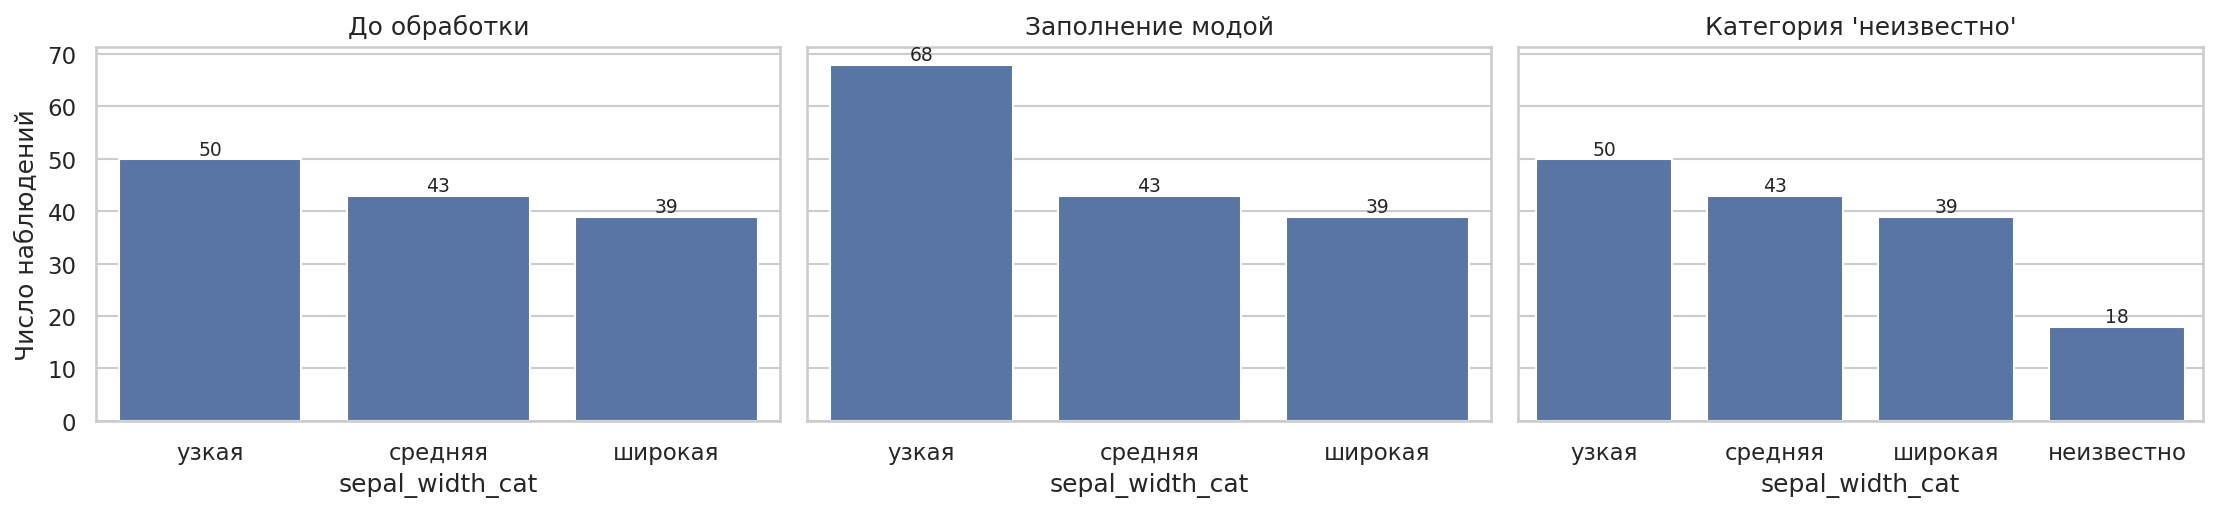 До обработки
Заполнение модой
Категория 'неизвестно'
Число наблюдений
70
60
50
40
30
20
10
0
50
43
39
68
43
39
50
43
39
18
узкая средняя широкая
узкая средняя широкая
узкая средняя широкая неизвестно
sepal_width_cat
sepal_width_cat
sepal_width_cat